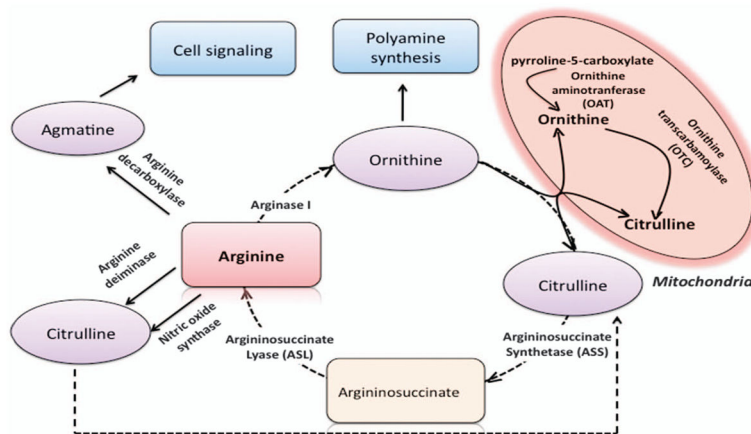 Cell signaling
Polyamine
synthesis
pyrroline-5-carboxylate
Ornithine
aminotranferase
(OAT)
Ornithine
Ornithine
transcarbamoylase
(OTC)
Citrulline
Mitochondria
Agmatine
Arginine
decarboxylase
Ornithine
Arginase I
Arginine
Arginine
deiminase
Nitric oxide
synthase
Citrulline
Citrulline
Argininosuccinate
Lyase (ASL)
Argininosuccinate
Synthetase (ASS)
Argininosuccinate